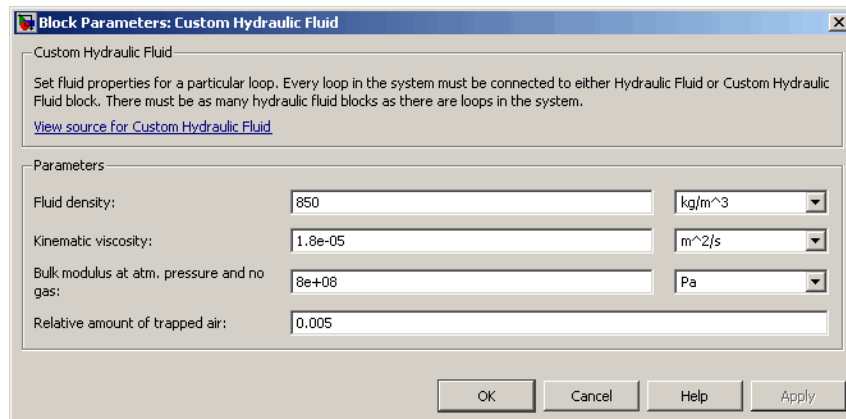 Block Parameters: Custom Hydraulic Fluid
Custom Hydraulic Fluid
Set fluid properties for a particular loop. Every loop in the system must be connected to either Hydraulic Fluid or Custom Hydraulic
Fluid block. There must be as many hydraulic fluid blocks as there are loops in the system.
View source for Custom Hydraulic Fluid
Parameters
Fluid density: 850 kg/m^3
Kinematic viscosity: 1.8e-05 m^2/s
Bulk modulus at atm. pressure and no
gas: 8e+08 Pa
Relative amount of trapped air: 0.005
OK Cancel Help Apply